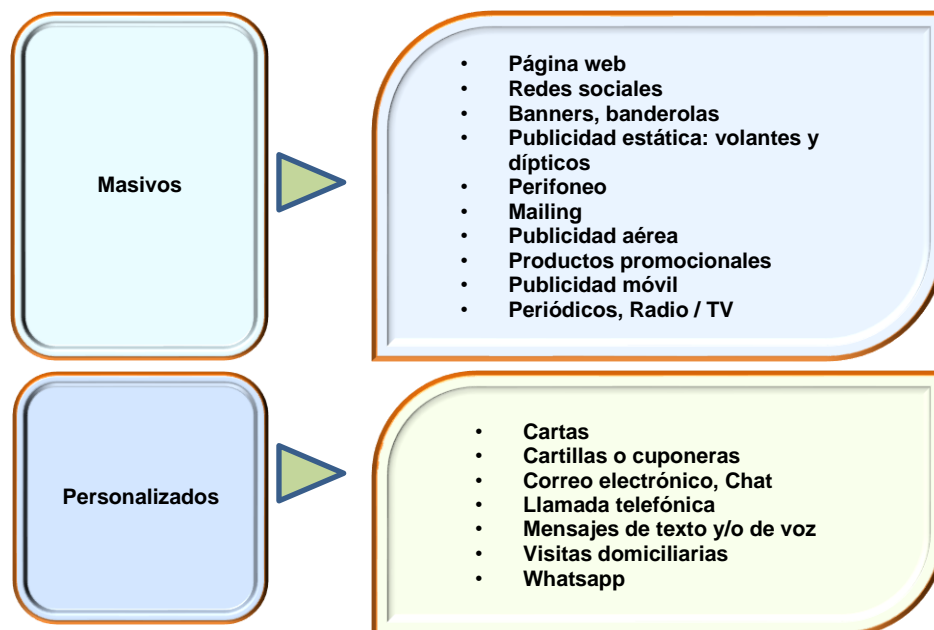 Masivos
• Página web
• Redes sociales
• Banners, banderolas
• Publicidad estática: volantes y
dípticos
• Perifoneo
• Mailing
• Publicidad aérea
• Productos promocionales
• Publicidad móvil
• Periódicos, Radio / TV
Personalizados
• Cartas
• Cartillas o cuponeras
• Correo electrónico, Chat
• Llamada telefónica
• Mensajes de texto y/o de voz
• Visitas domiciliarias
• Whatsapp